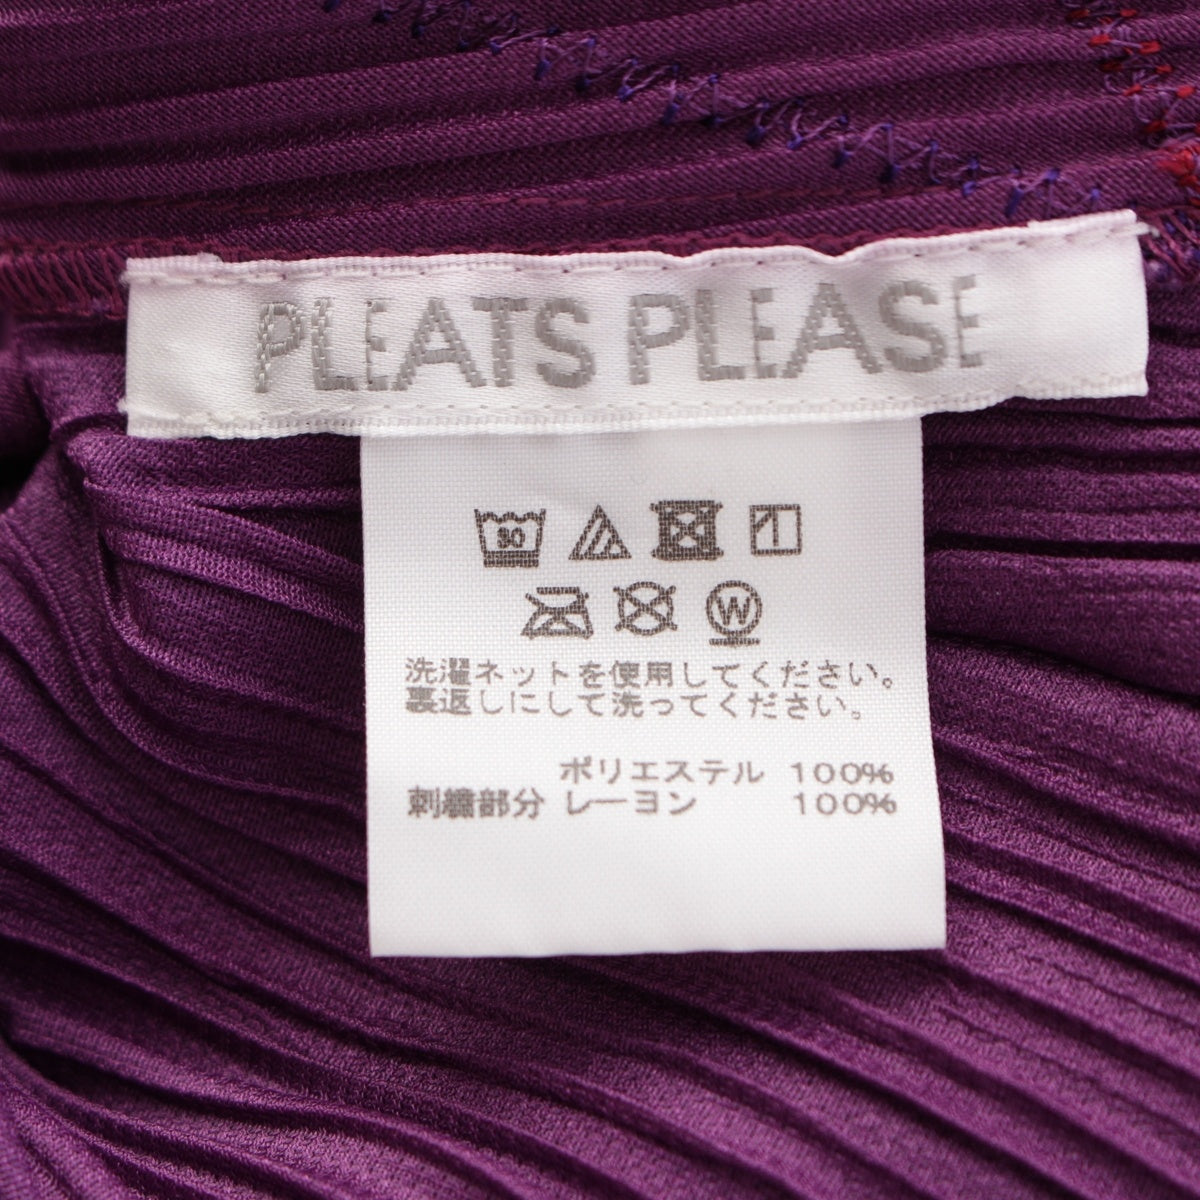 PLEATS PLEASE
W
洗濯ネットを使用してください。
裏返しにして洗ってください。
ポリエステル 100%
刺繍部分 レーヨン 100%